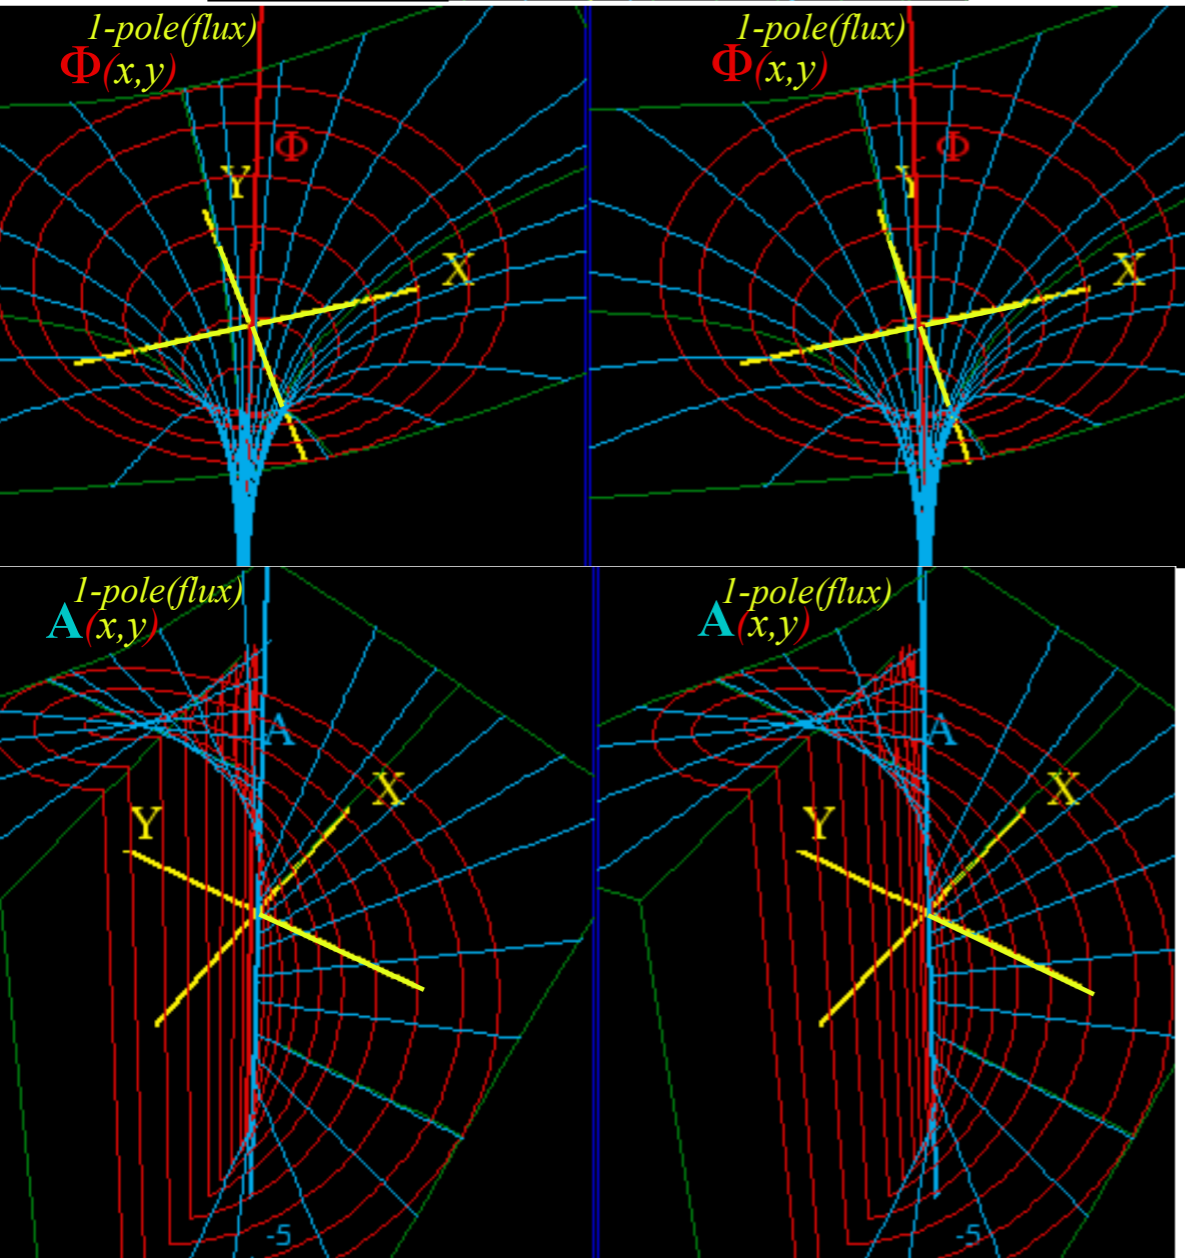 1-pole(flux) 1-pole(flux)
Φ(x,y) Φ(x,y)
Φ Φ
Y Y
X X
1-pole(flux) 1-pole(flux)
A(x,y) A(x,y)
A A
X X
Y Y
-5 -5